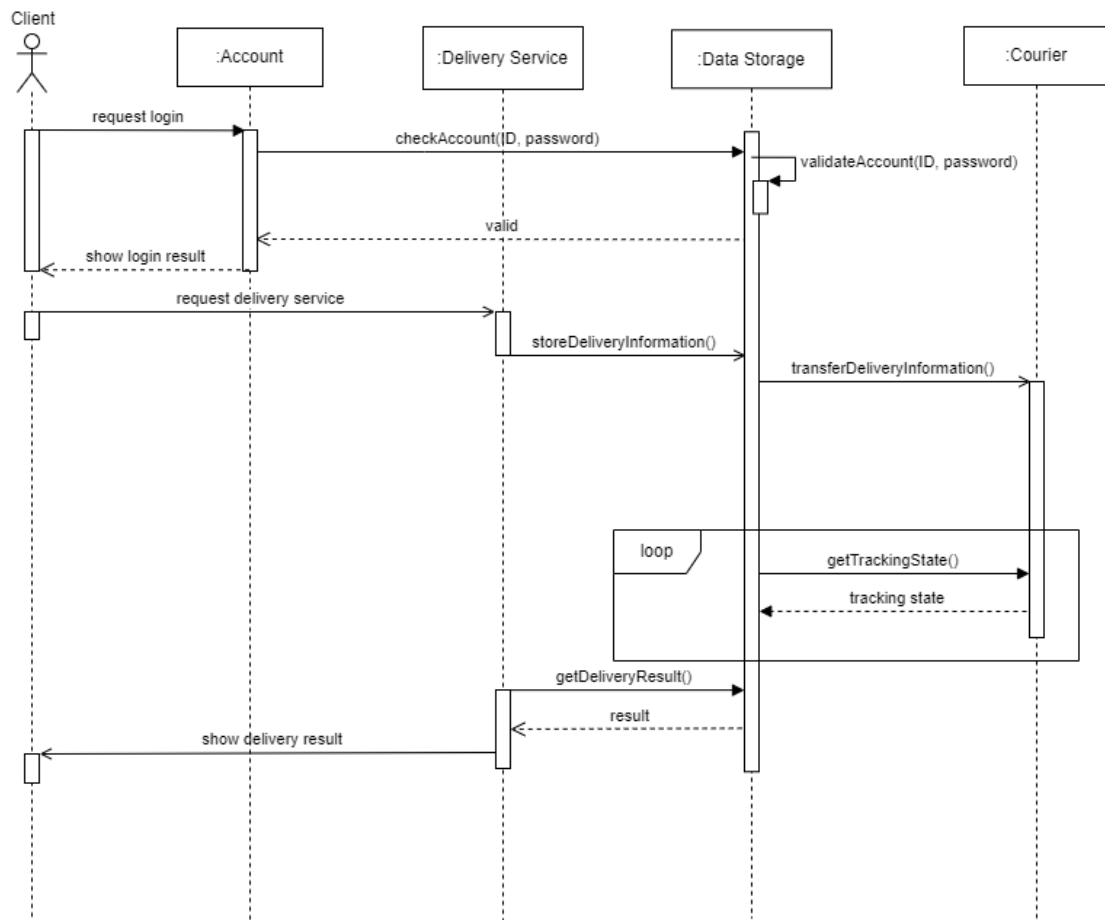 Client
:Account
:Delivery Service
:Data Storage
:Courier
request login
checkAccount(ID, password)
validateAccount(ID, password)
valid
show login result
request delivery service
storeDeliveryInformation()
transferDeliveryInformation()
loop
getTrackingState()
tracking state
getDeliveryResult()
result
show delivery result